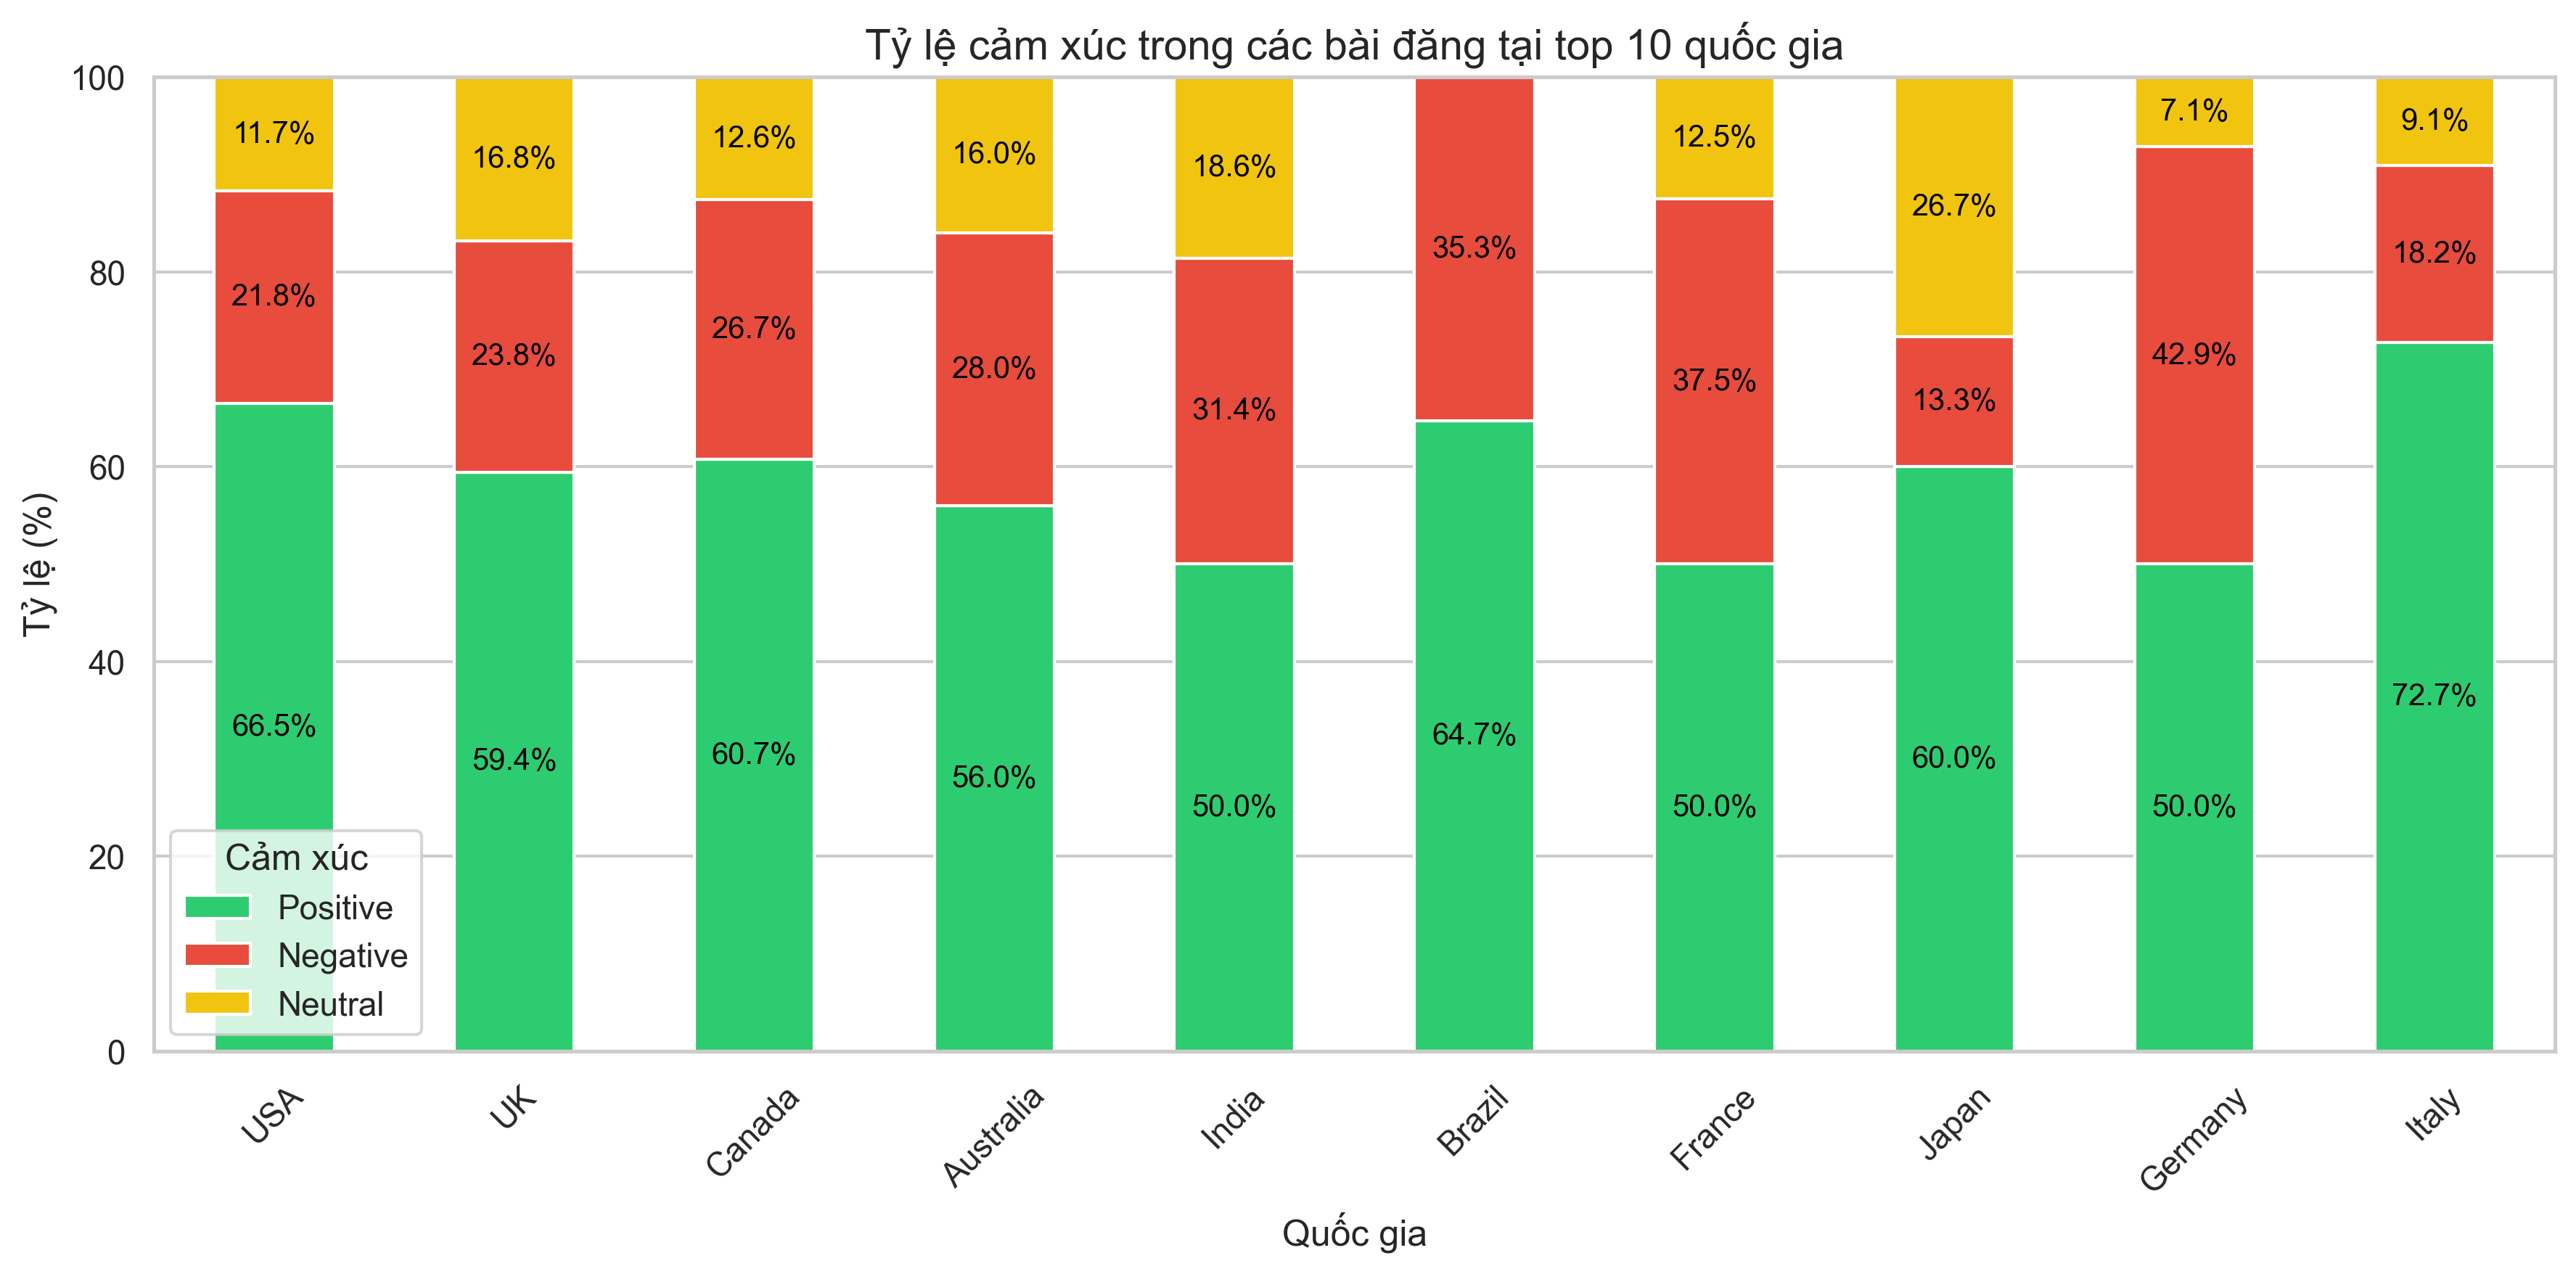 Tỷ lệ cảm xúc trong các bài đăng tại top 10 quốc gia
Tỷ lệ (%)
100
80
60
40
20
0
11.7%
21.8%
66.5%
16.8%
23.8%
59.4%
12.6%
26.7%
60.7%
16.0%
28.0%
56.0%
18.6%
31.4%
50.0%
35.3%
64.7%
12.5%
37.5%
50.0%
26.7%
13.3%
60.0%
7.1%
42.9%
50.0%
9.1%
18.2%
72.7%
Cảm xúc
Positive
Negative
Neutral
USA
UK
Canada
Australia
India
Brazil
France
Japan
Germany
Italy
Quốc gia